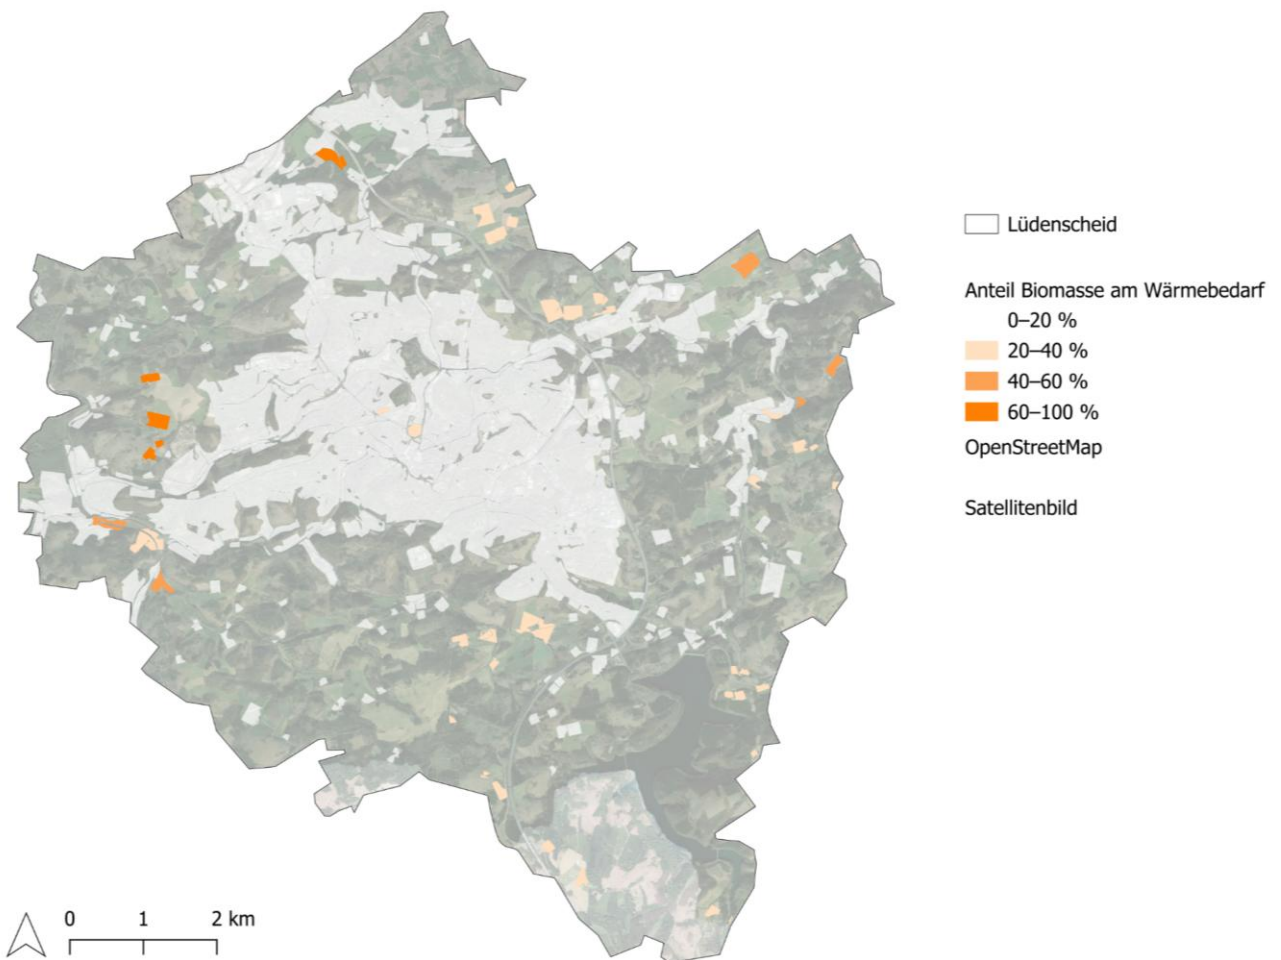 Lüdenscheid
Anteil Biomasse am Wärmebedarf
0–20 %
20–40 %
40–60 %
60–100 %
OpenStreetMap
Satellitenbild
0 1 2 km